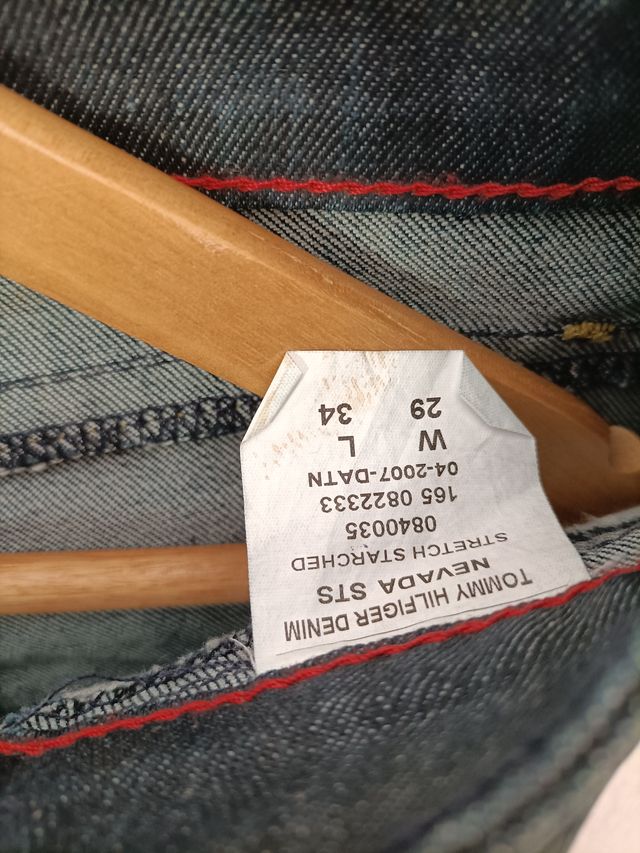 TOMMY HILFIGER DENIM
NEVADA STS
STRETCH STARCHED
0840035
165 0822333
04-2007-DATN
W L
29 34